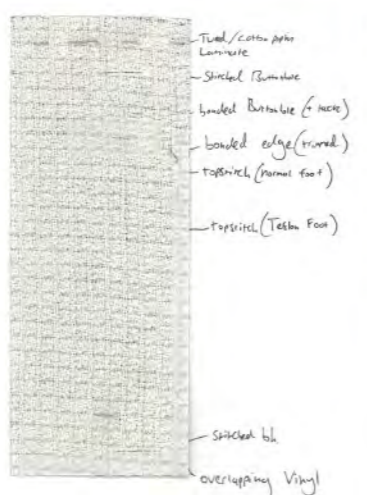 Tweed/cotton poplin
Laminate
Stitched Buttonhole
bonded Buttonhole (+
bonded edge (turned)
topstitch (normal foot)
topstitch (Teflon Foot)
Stitched bh
overlapping Vinyl